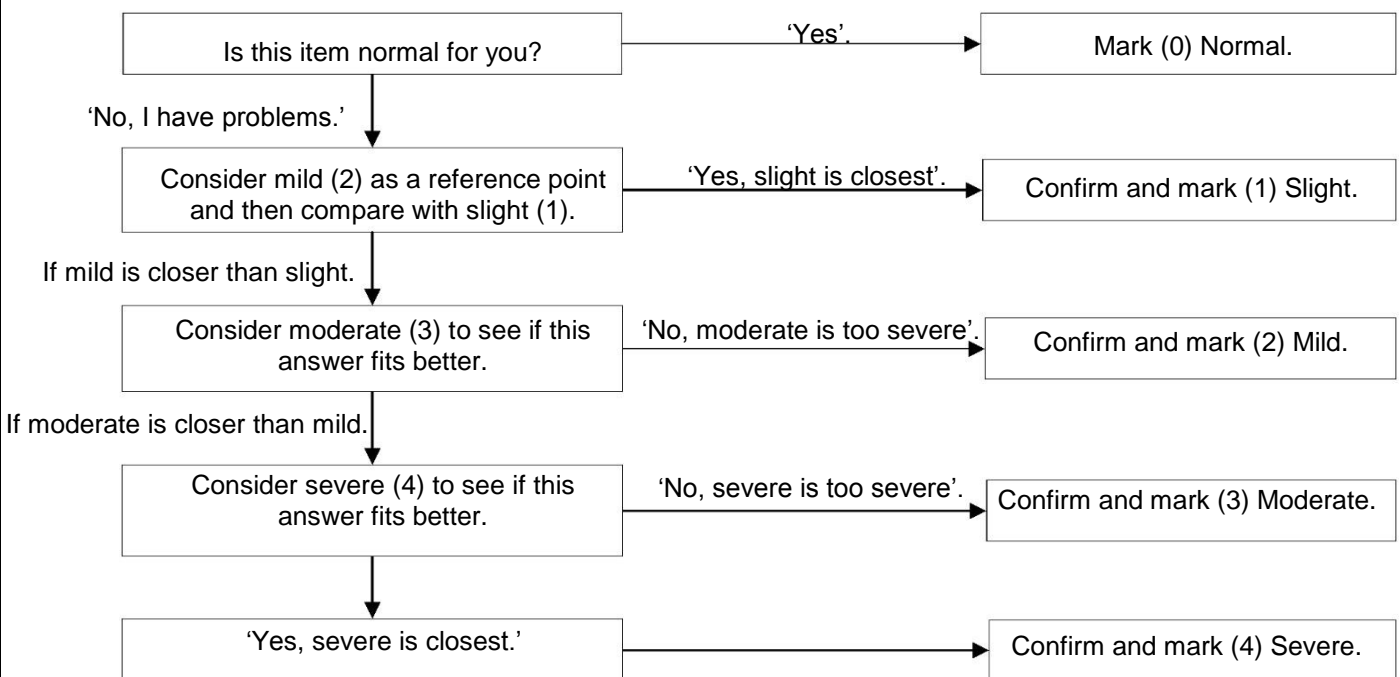 Is this item normal for you?
‘Yes’.
Mark (0) Normal.
‘No, I have problems.’
Consider mild (2) as a reference point
and then compare with slight (1).
‘Yes, slight is closest’.
Confirm and mark (1) Slight.
If mild is closer than slight.
Consider moderate (3) to see if this
answer fits better.
‘No, moderate is too severe’.
Confirm and mark (2) Mild.
If moderate is closer than mild.
Consider severe (4) to see if this
answer fits better.
‘No, severe is too severe’.
Confirm and mark (3) Moderate.
‘Yes, severe is closest.’
Confirm and mark (4) Severe.